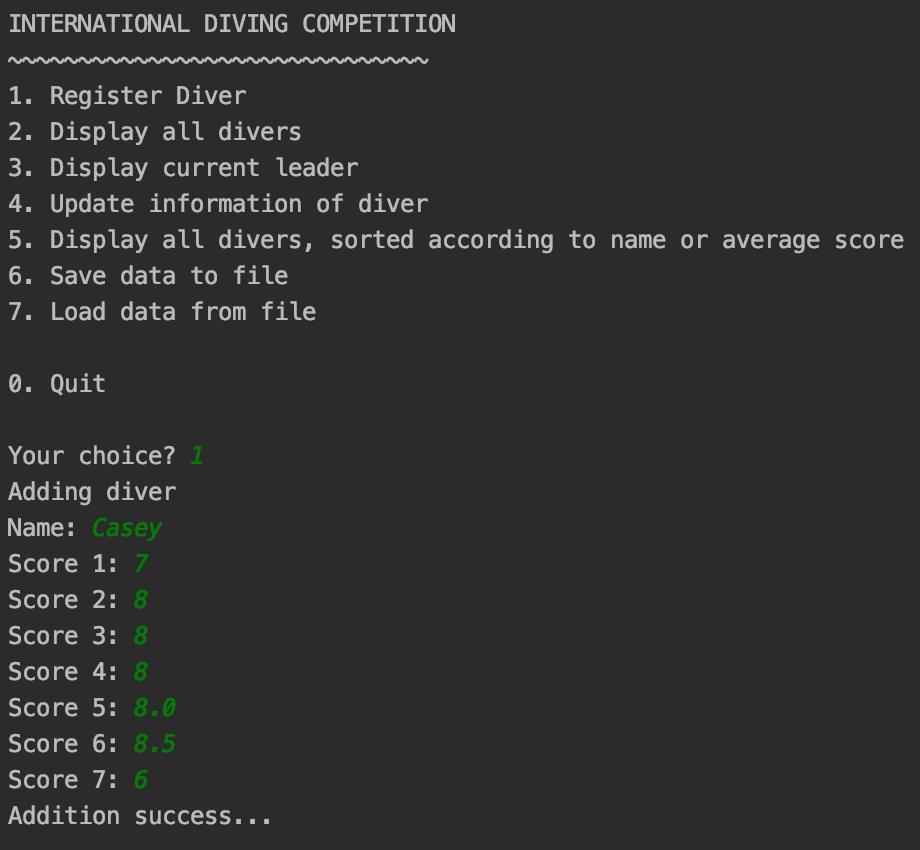 INTERNATIONAL DIVING COMPETITION
~~~~~~~~~~~~~~~~~~~~~~~~~~~~~~
1. Register Diver
2. Display all divers
3. Display current leader
4. Update information of diver
5. Display all divers, sorted according to name or average score
6. Save data to file
7. Load data from file
0. Quit
Your choice? 1
Adding diver
Name: Casey
Score 1: 7
Score 2: 8
Score 3: 8
Score 4: 8
Score 5: 8.0
Score 6: 8.5
Score 7: 6
Addition success...